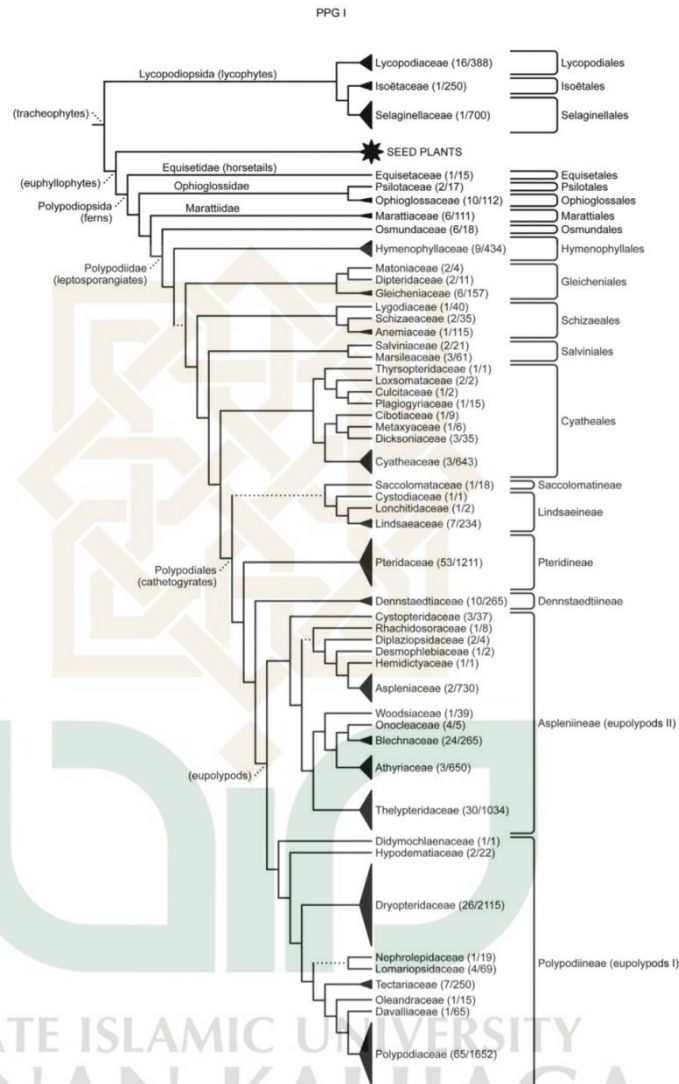 PPG I
Lycopodiopsida (lycophytes)
Lycopodiaceae (16/388)
Lycopodiales
Isoëtaceae (1/250)
Isoëtales
Selaginellaceae (1/700)
Selaginellales
(tracheophytes)
SEED PLANTS
(euphyllophytes)
Equisetidae (horsetails)
Equisetaceae (1/15)
Equisetales
Ophioglossidae
Psilotaceae (2/17)
Psilotales
Polypodiopsida
(ferns)
Ophioglossaceae (10/112)
Ophioglossales
Marattiidae
Marattiaceae (6/111)
Marattiales
Osmundaceae (6/18)
Osmundales
Polypodiidae
(leptosporangiates)
Hymenophyllaceae (9/434)
Hymenophyllales
Matoniaceae (2/4)
Dipteridaceae (2/11)
Gleicheniaceae (6/157)
Gleicheniales
Lygodiaceae (1/40)
Schizaeaceae (2/35)
Anemiaceae (1/115)
Schizaeales
Salviniaceae (2/21)
Marsileaceae (3/61)
Salviniales
Thyrsopteridaceae (1/1)
Loxsomataceae (2/2)
Culcitaceae (1/2)
Plagiogyriaceae (1/15)
Cibotiaceae (1/9)
Metaxyaceae (1/6)
Dicksoniaceae (3/35)
Cyatheaceae (3/643)
Cyatheales
Saccolomataceae (1/18)
Saccolomatineae
Cystodiaceae (1/1)
Lonchitidaceae (1/2)
Lindsaeaceae (7/234)
Lindsaeineae
Polypodiales
(cathetogyrates)
Pteridaceae (53/1211)
Pteridineae
Dennstaedtiaceae (10/265)
Dennstaedtiineae
Cystopteridaceae (3/37)
Rhachidosoraceae (1/8)
Diplaziopsidaceae (2/4)
Desmophlebiaceae (1/2)
Hemidictyaceae (1/1)
Aspleniaceae (2/730)
Woodsiaceae (1/39)
Onocleaceae (4/5)
Blechnaceae (24/265)
Athyriaceae (3/650)
Thelypteridaceae (30/1034)
Aspleniineae (eupolypods II)
(eupolypods)
Didymochlaenaceae (1/1)
Hypodematiaceae (2/22)
Dryopteridaceae (26/2115)
Nephrolepidaceae (1/19)
Lomariopsidaceae (4/69)
Tectariaceae (7/250)
Oleandraceae (1/15)
Davalliaceae (1/65)
Polypodiaceae (65/1652)
Polypodiineae (eupolypods I)
ISLAMIC UNIVERSITY